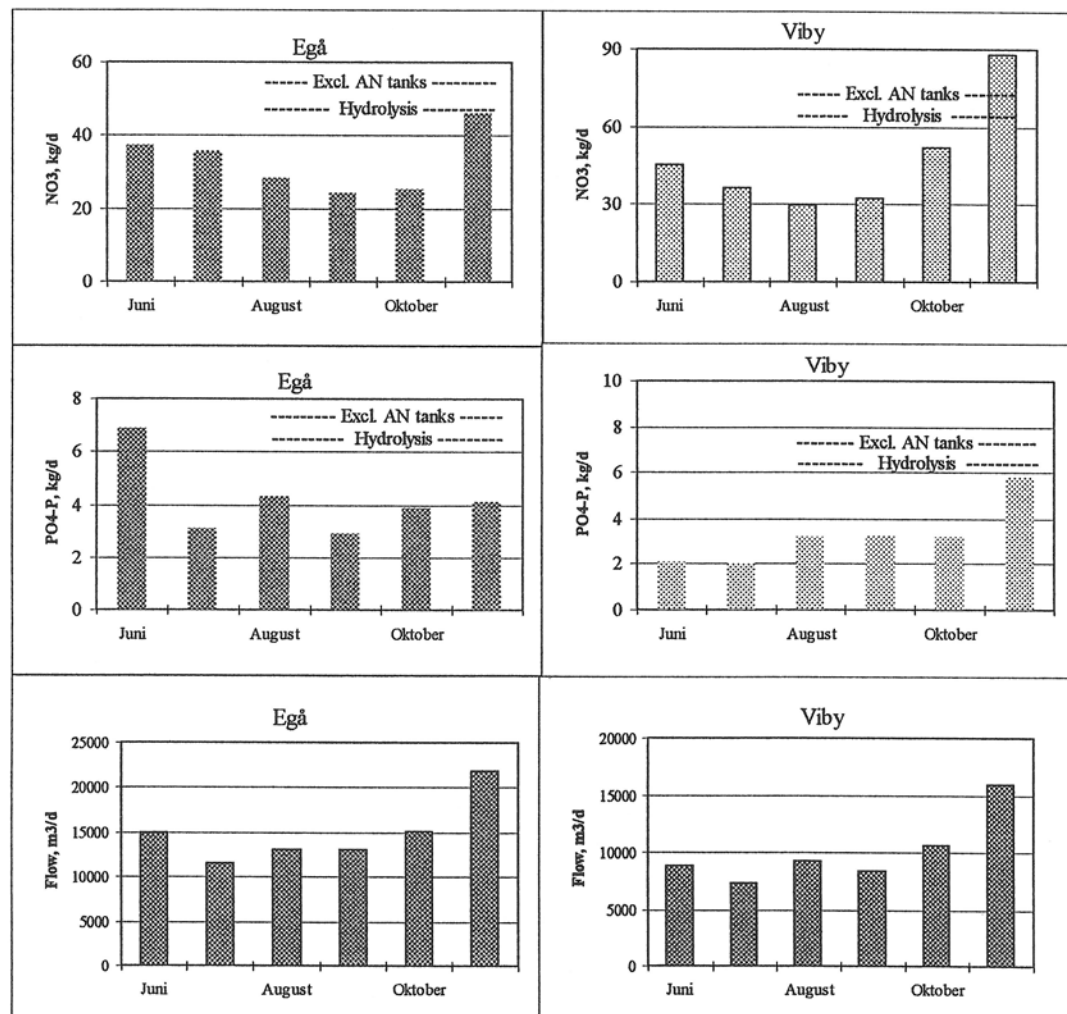 Egå
60
40
20
0
NO3, kg/d
Excl. AN tanks
Hydrolysis
Juni August Oktober
Viby
90
60
30
0
NO3, kg/d
Excl. AN tanks
Hydrolysis
Juni August Oktober
Egå
8
6
4
2
0
PO4-P, kg/d
Excl. AN tanks
Hydrolysis
Juni August Oktober
Viby
10
8
6
4
2
0
PO4-P, kg/d
Excl. AN tanks
Hydrolysis
Juni August Oktober
Egå
25000
20000
15000
10000
5000
0
Flow, m3/d
Juni August Oktober
Viby
20000
15000
10000
5000
0
Flow, m3/d
Juni August Oktober